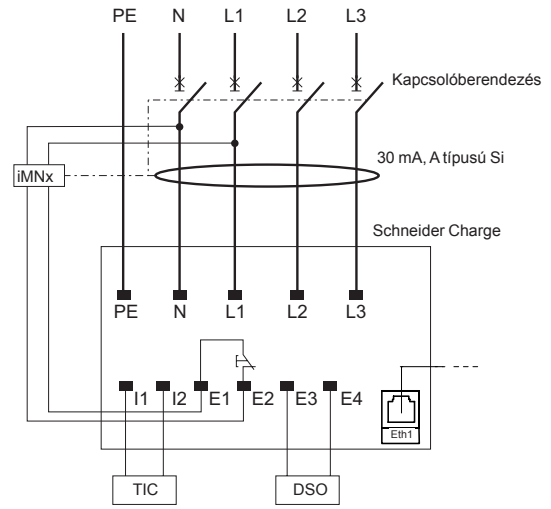 PE N L1 L2 L3
Kapcsolóberendezés
30 mA, A típusú Si
iMNx
Schneider Charge
PE N L1 L2 L3
I1 I2 E1 E2 E3 E4
Eth1
TIC DSO